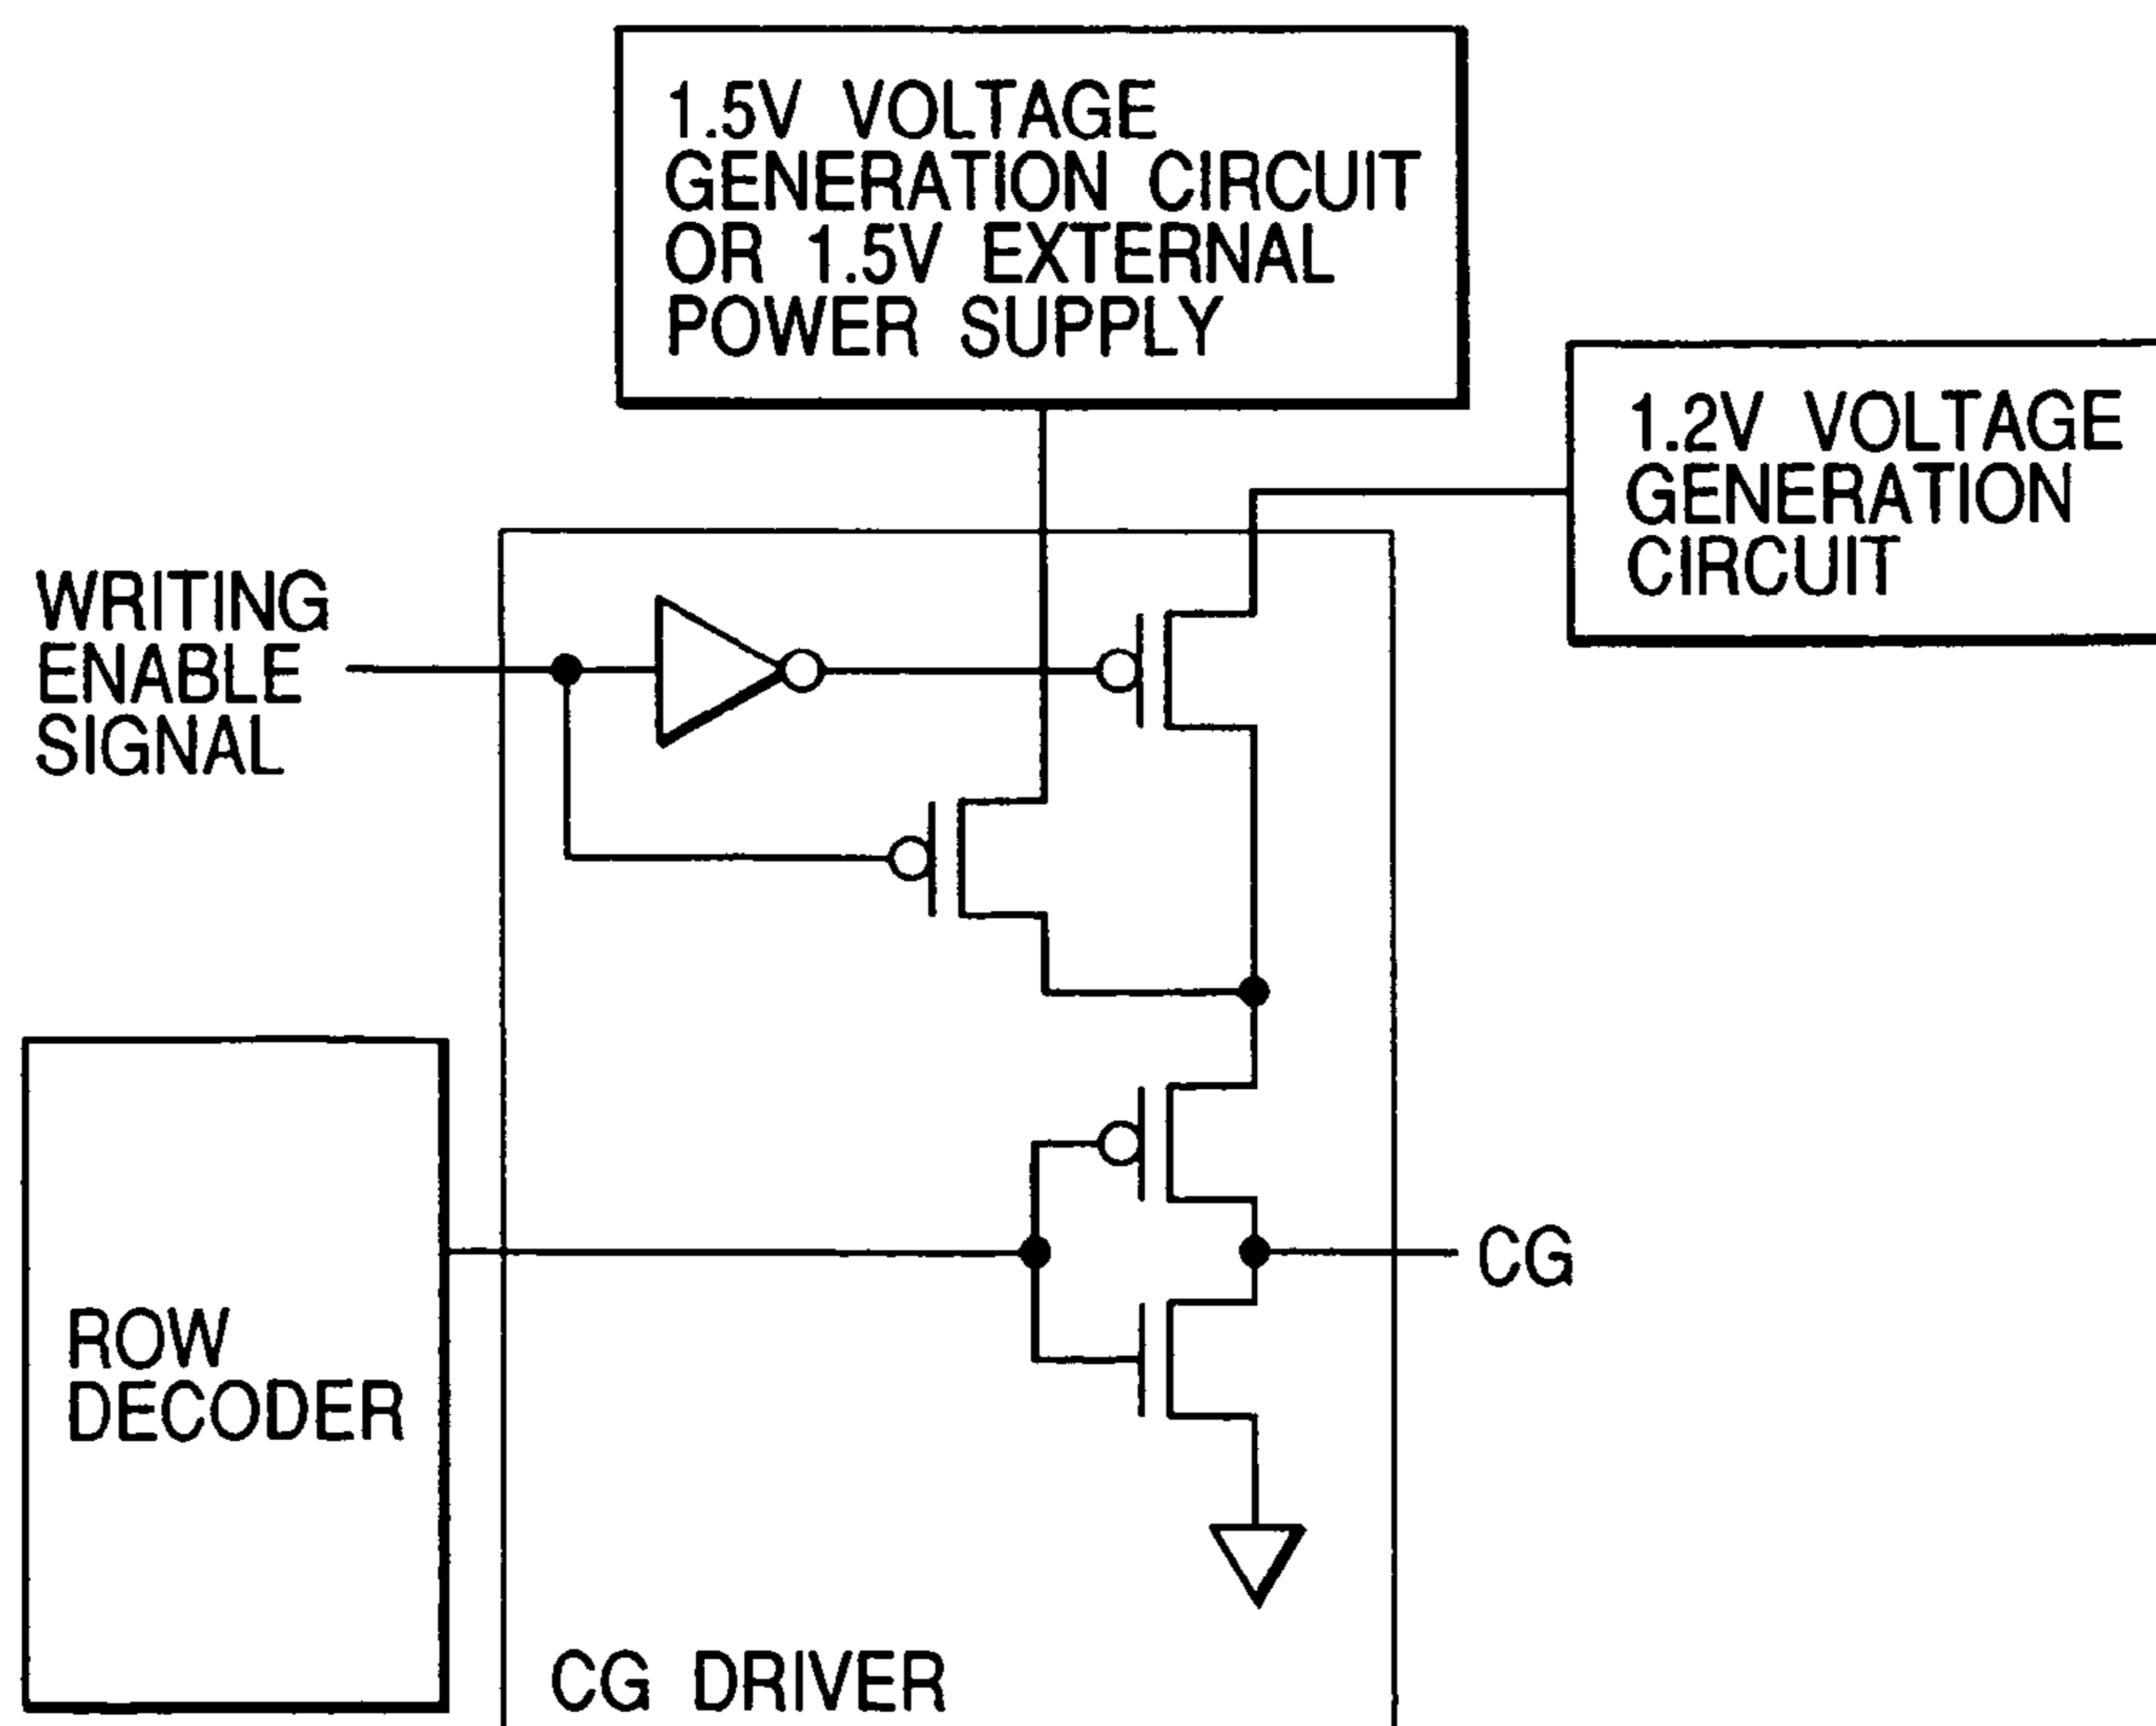 1.5V VOLTAGE
GENERATION CIRCUIT
OR 1.5V EXTERNAL
POWER SUPPLY
1.2V VOLTAGE
GENERATION
CIRCUIT
WRITING
ENABLE
SIGNAL
CG
ROW
DECODER
CG DRIVER